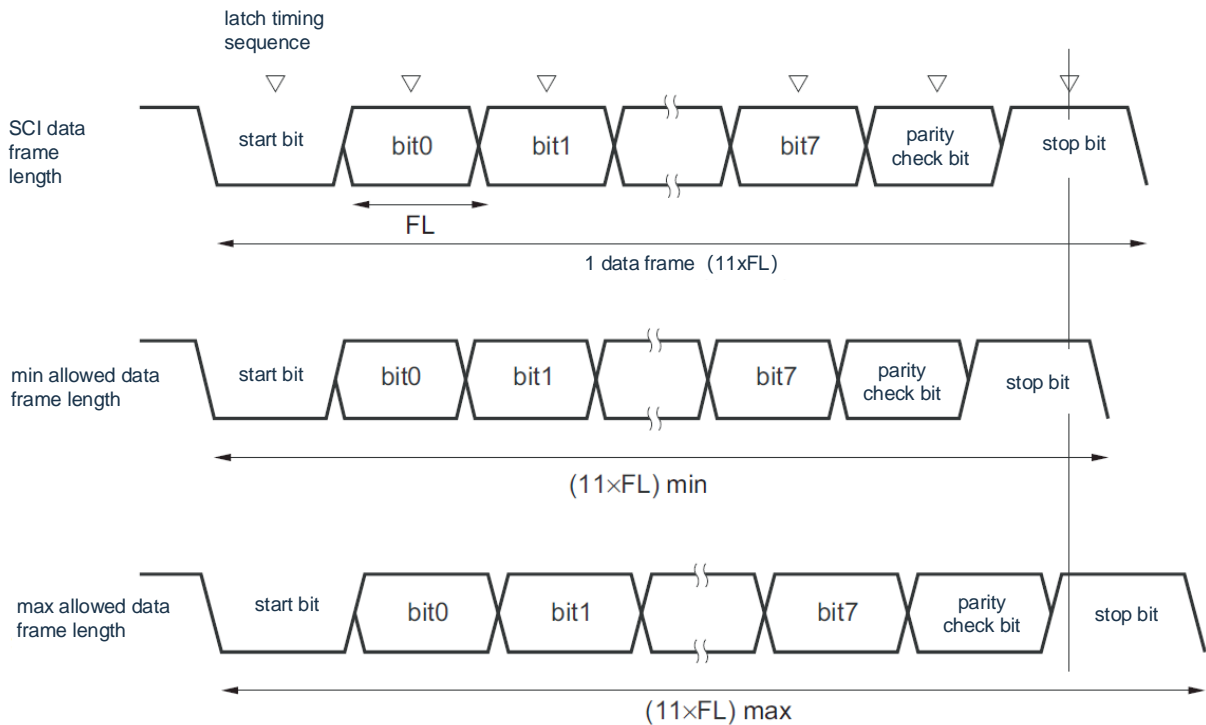 latch timing
sequence
SCI data
frame
length
start bit
bit0
bit1
bit7
parity
check bit
stop bit
FL
1 data frame (11xFL)
min allowed data
frame length
start bit
bit0
bit1
bit7
parity
check bit
stop bit
(11×FL) min
max allowed data
frame length
start bit
bit0
bit1
bit7
parity
check bit
stop bit
(11×FL) max